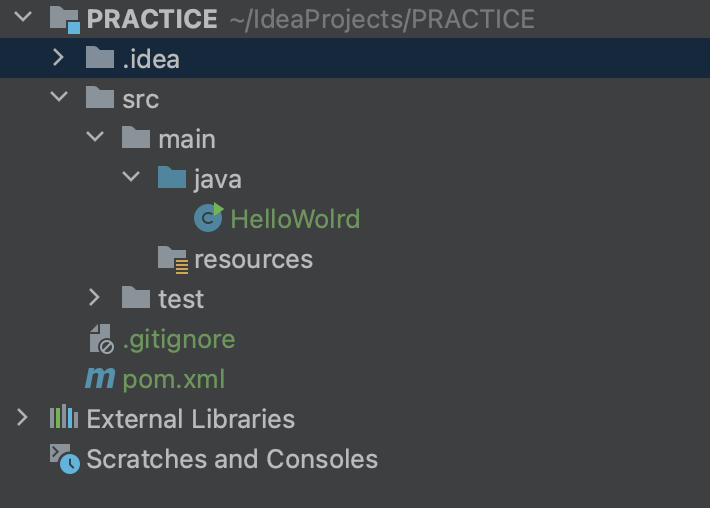 PRACTICE ~/IdeaProjects/PRACTICE
.idea
src
main
java
C HelloWolrd
resources
test
.gitignore
m pom.xml
External Libraries
Scratches and Consoles